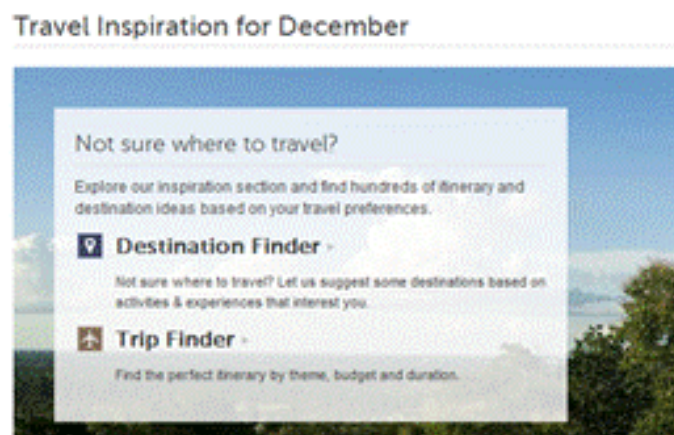 Travel Inspiration for December
Not sure where to travel?
Explore our inspiration section and find hundreds of itinerary and
destination ideas based on your travel preferences.
Destination Finder
Not sure where to travel? Let us suggest some destinations based on
activities & experiences that interest you.
Trip Finder
Find the perfect itinerary by theme, budget and duration.